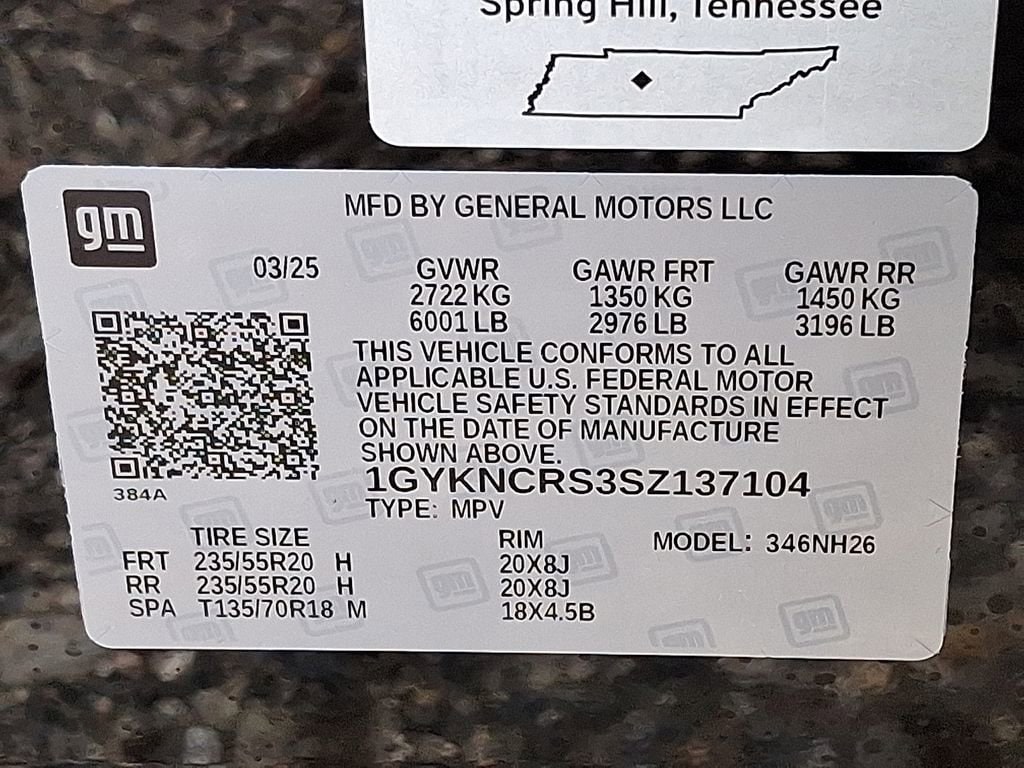 Spring Hill, Tennessee
gm
MFD BY GENERAL MOTORS LLC
03/25
GVWR GAWR FRT GAWR RR
2722 KG 1350 KG 1450 KG
6001 LB 2976 LB 3196 LB
THIS VEHICLE CONFORMS TO ALL
APPLICABLE U.S. FEDERAL MOTOR
VEHICLE SAFETY STANDARDS IN EFFECT
ON THE DATE OF MANUFACTURE
SHOWN ABOVE.
384A
1GYKNCRS3SZ137104
TYPE: MPV
TIRE SIZE RIM MODEL: 346NH26
FRT 235/55R20 H 20X8J
RR 235/55R20 H 20X8J
SPA T135/70R18 M 18X4.5B